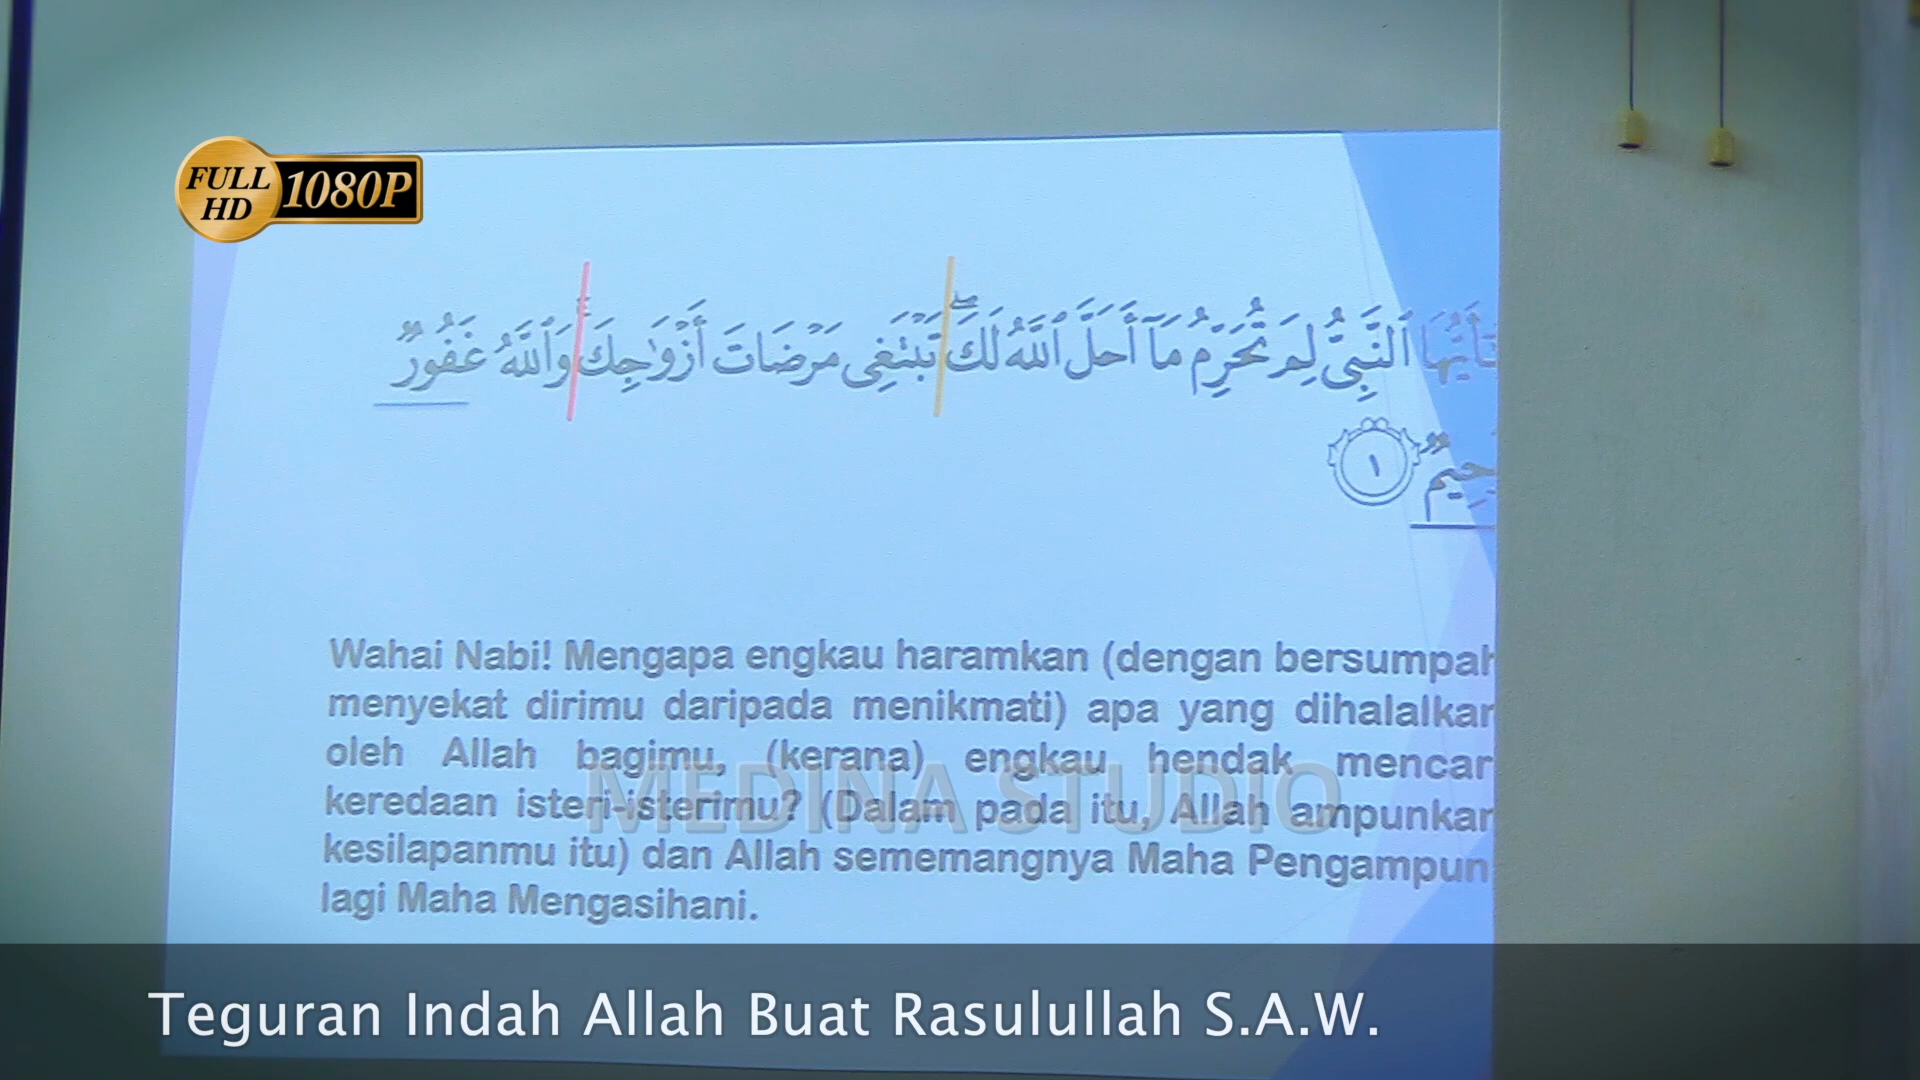 FULL HD 1080P
يَٰٓأَيُّهَا ٱلنَّبِىُّ لِمَ تُحَرِّمُ مَآ أَحَلَّ ٱللَّهُ لَكَ ۖ تَبْتَغِى مَرْضَاتَ أَزْوَٰجِكَ ۚ وَٱللَّهُ غَفُورٌ
رَّحِيمٌ ١
Wahai Nabi! Mengapa engkau haramkan (dengan bersumpah
menyekat dirimu daripada menikmati) apa yang dihalalkan
oleh Allah bagimu, (kerana) engkau hendak mencar
keredaan isteri-isterimu? (Dalam pada itu, Allah ampunkan
kesilapanmu itu) dan Allah sememangnya Maha Pengampun
lagi Maha Mengasihani.
MEDINA STUDIO
Teguran Indah Allah Buat Rasulullah S.A.W.